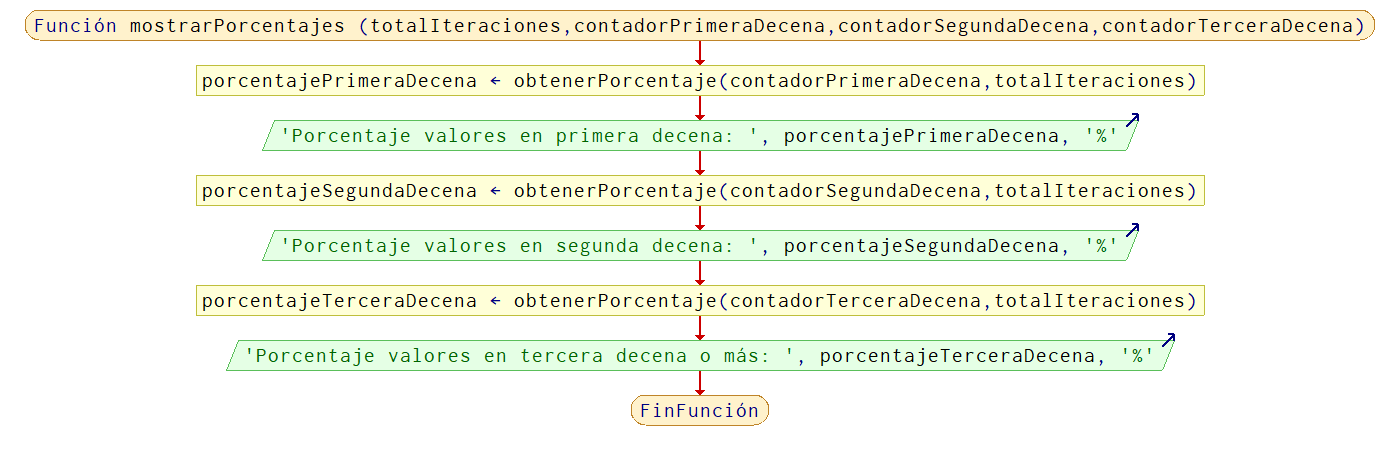 Función mostrarPorcentajes (totalIteraciones,contadorPrimeraDecena,contadorSegundaDecena,contadorTerceraDecena)
porcentajePrimeraDecena ← obtenerPorcentaje(contadorPrimeraDecena,totalIteraciones)
'Porcentaje valores en primera decena: ', porcentajePrimeraDecena, '%'
porcentajeSegundaDecena ← obtenerPorcentaje(contadorSegundaDecena,totalIteraciones)
'Porcentaje valores en segunda decena: ', porcentajeSegundaDecena, '%'
porcentajeTerceraDecena ← obtenerPorcentaje(contadorTerceraDecena,totalIteraciones)
'Porcentaje valores en tercera decena o más: ', porcentajeTerceraDecena, '%'
FinFunción